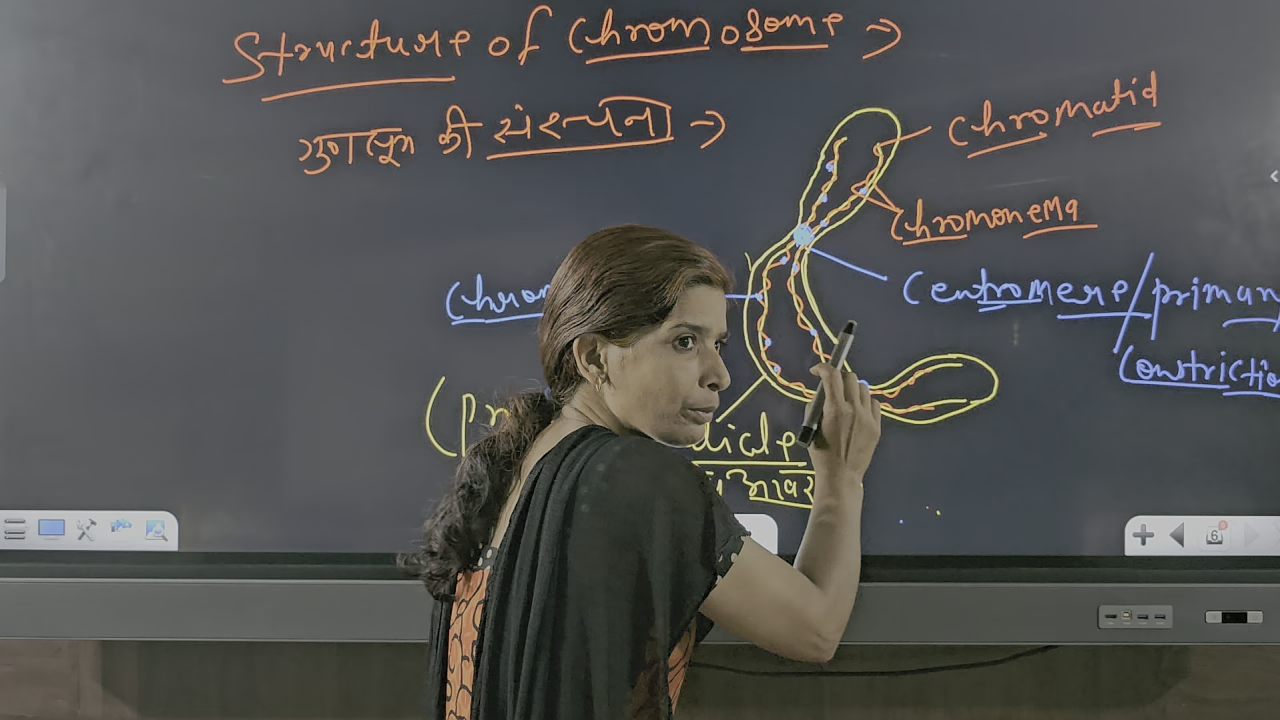 Structure of Chromosome →
गुणसूत्र की संरचना →
Chromatid
Chromonema
Centromere/primary
Constriction